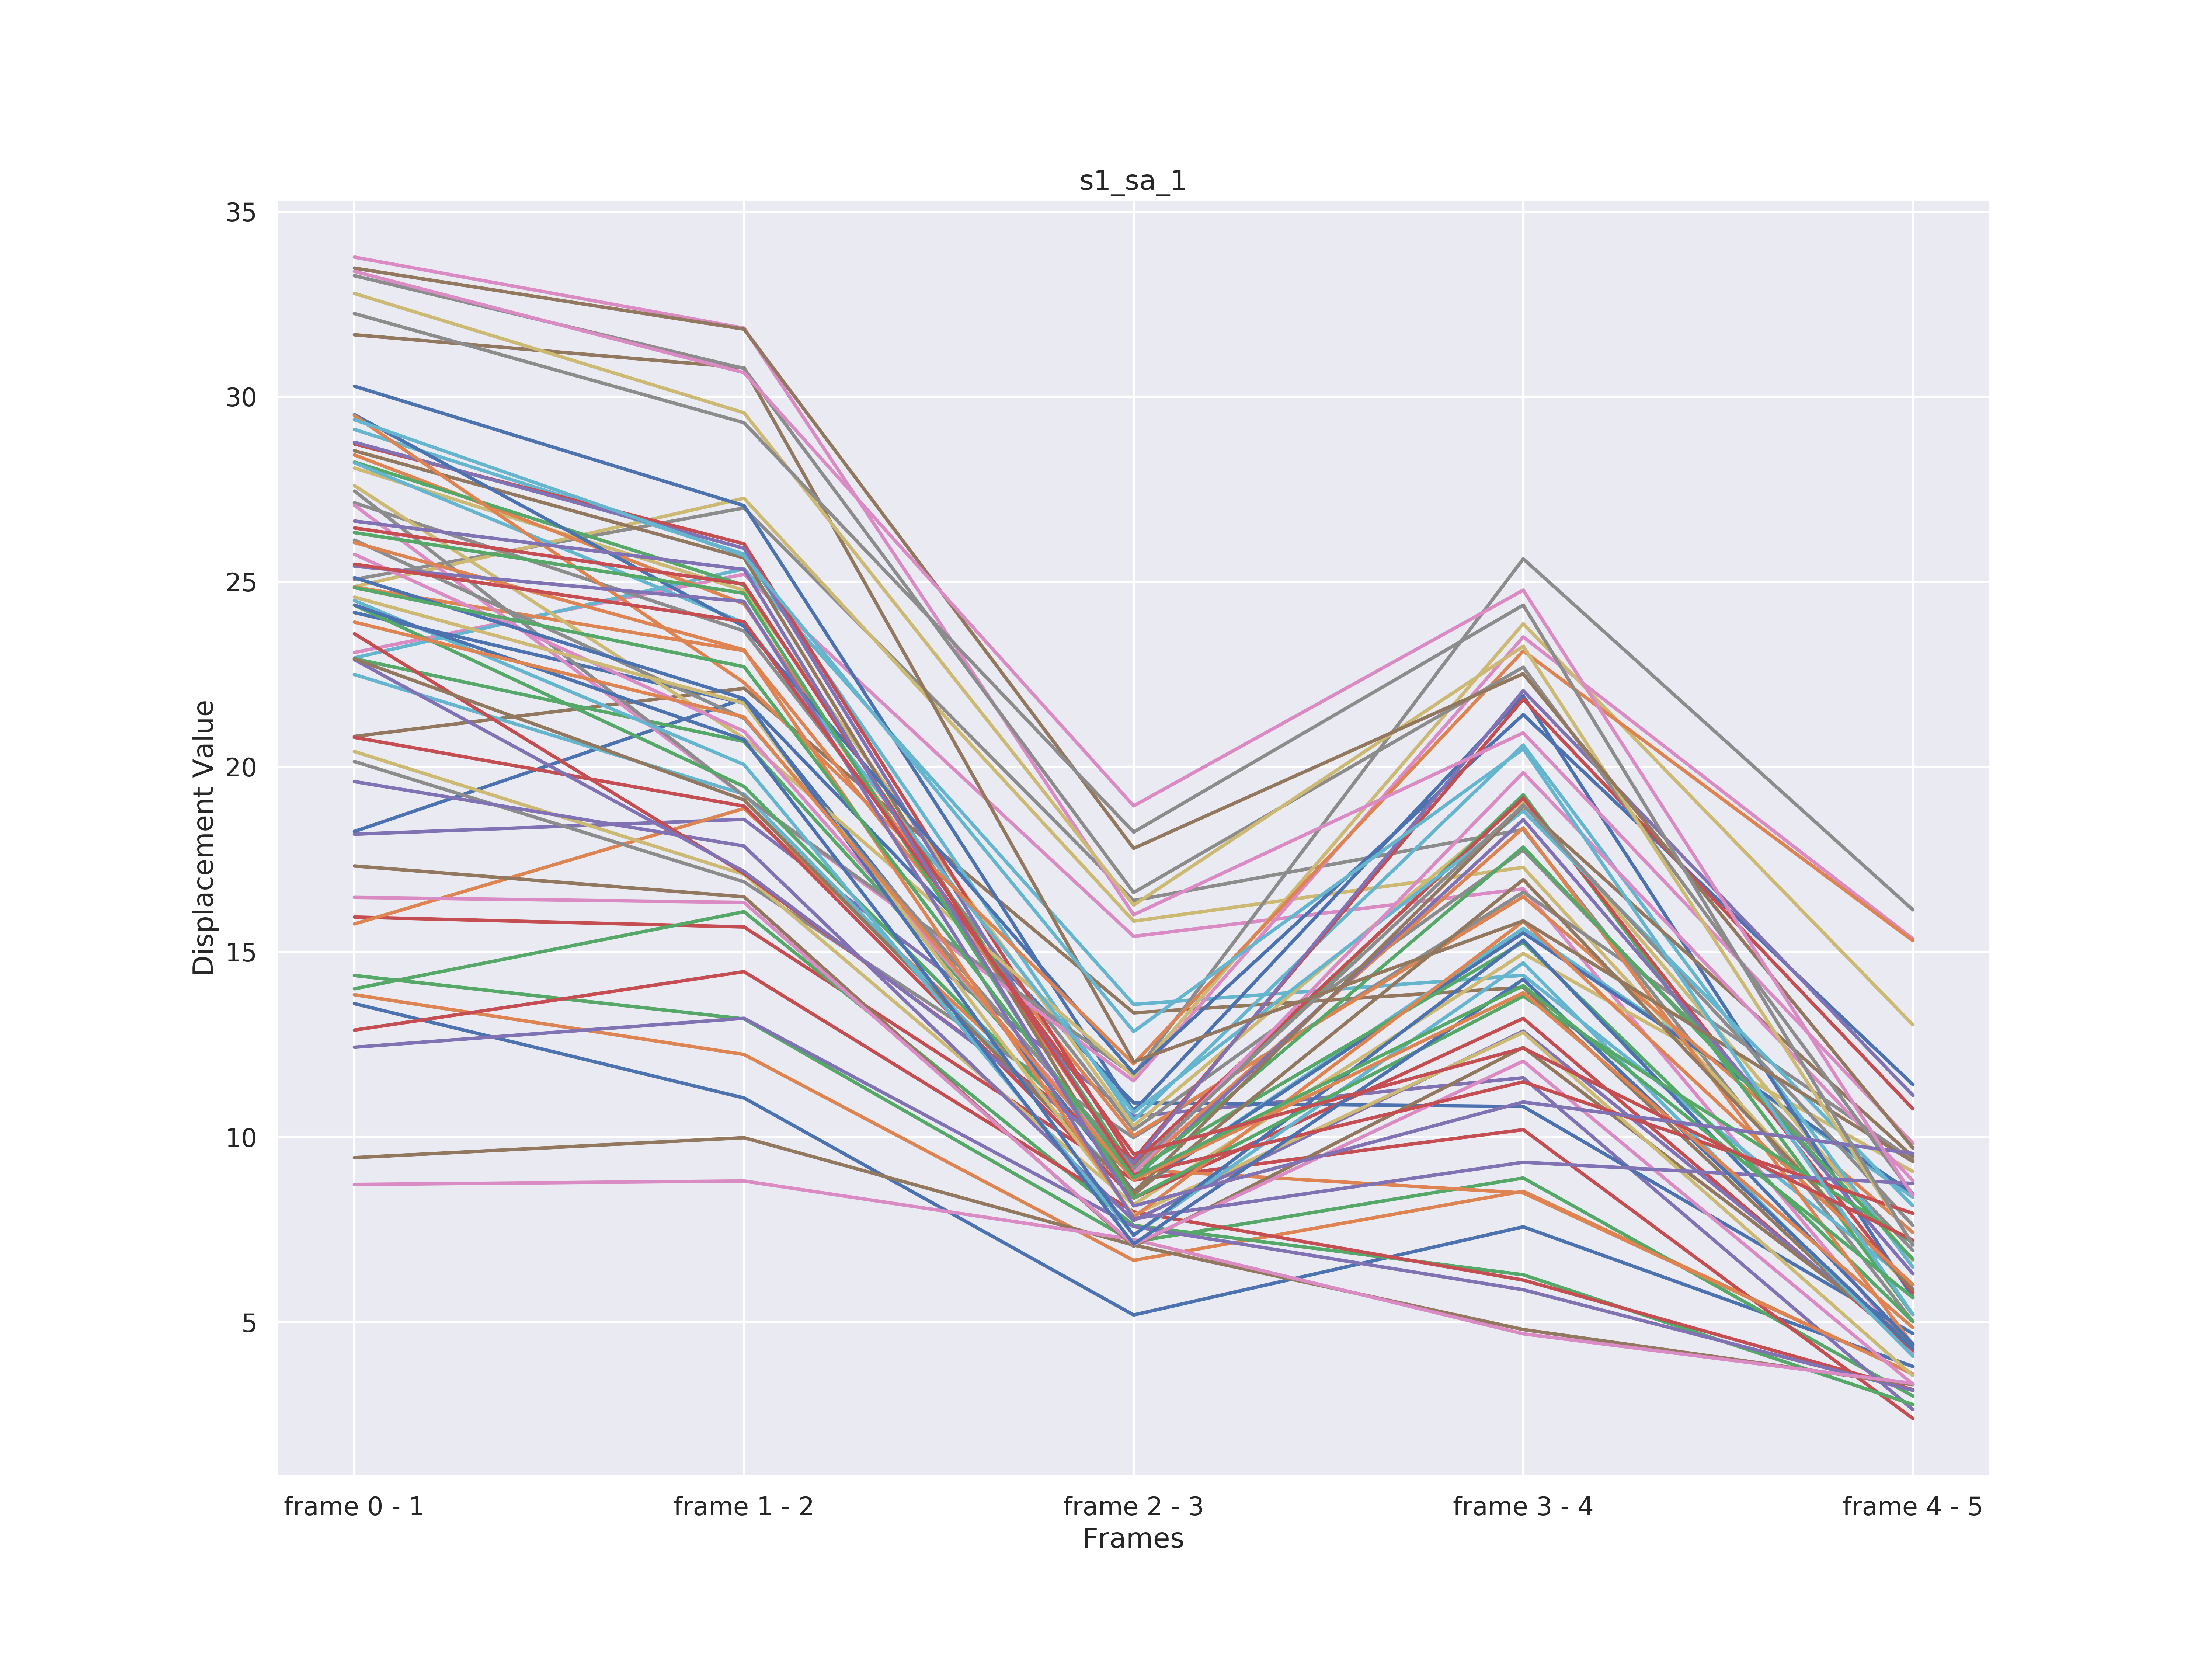 s1_sa_1
35
30
25
20
15
10
5
Displacement Value
frame 0 - 1
frame 1 - 2
frame 2 - 3
frame 3 - 4
frame 4 - 5
Frames